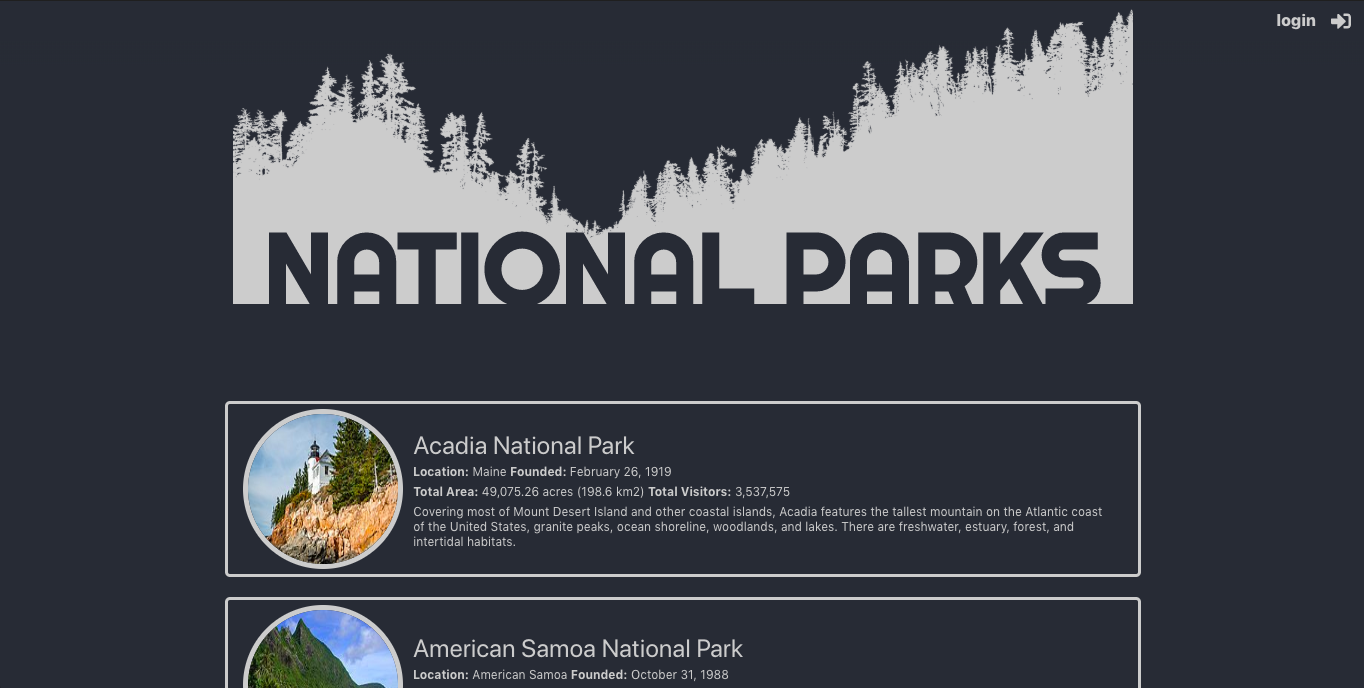 login
NATIONAL PARKS
Acadia National Park
Location: Maine Founded: February 26, 1919
Total Area: 49,075.26 acres (198.6 km2) Total Visitors: 3,537,575
Covering most of Mount Desert Island and other coastal islands, Acadia features the tallest mountain on the Atlantic coast
of the United States, granite peaks, ocean shoreline, woodlands, and lakes. There are freshwater, estuary, forest, and
intertidal habitats.
American Samoa National Park
Location: American Samoa Founded: October 31, 1988